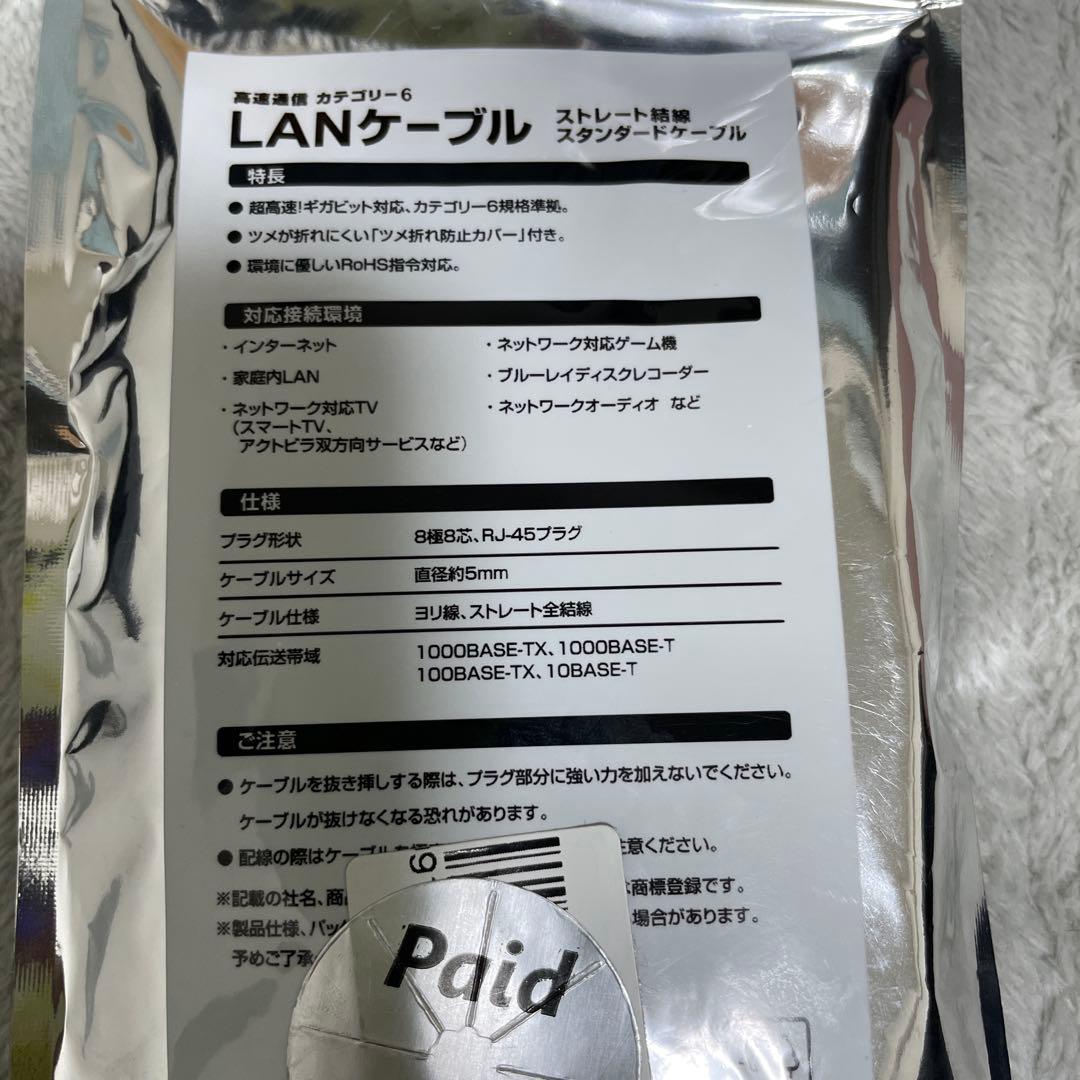 高速通信 カテゴリー6
LANケーブル ストレート結線
スタンダードケーブル
特長
● 超高速!ギガビット対応、カテゴリー6規格準拠。
● ツメが折れにくい「ツメ折れ防止カバー」付き。
● 環境に優しいRoHS指令対応。
対応接続環境
・インターネット
・家庭内LAN
・ネットワーク対応TV
(スマートTV、
アクトビラ双方向サービスなど)
・ネットワーク対応ゲーム機
・ブルーレイディスクレコーダー
・ネットワークオーディオ など
仕様
プラグ形状 8極8芯、RJ-45プラグ
ケーブルサイズ 直径約5mm
ケーブル仕様 ヨリ線、ストレート全結線
対応伝送帯域 1000BASE-TX、1000BASE-T
100BASE-TX、10BASE-T
ご注意
● ケーブルを抜き挿しする際は、プラグ部分に強い力を加えないでください。
ケーブルが抜けなくなる恐れがあります。
● 配線の際はケーブルを 注意ください。
※記載の社名、商 商標登録です。
※製品仕様、パッ 場合があります。
予めご了承
Paid